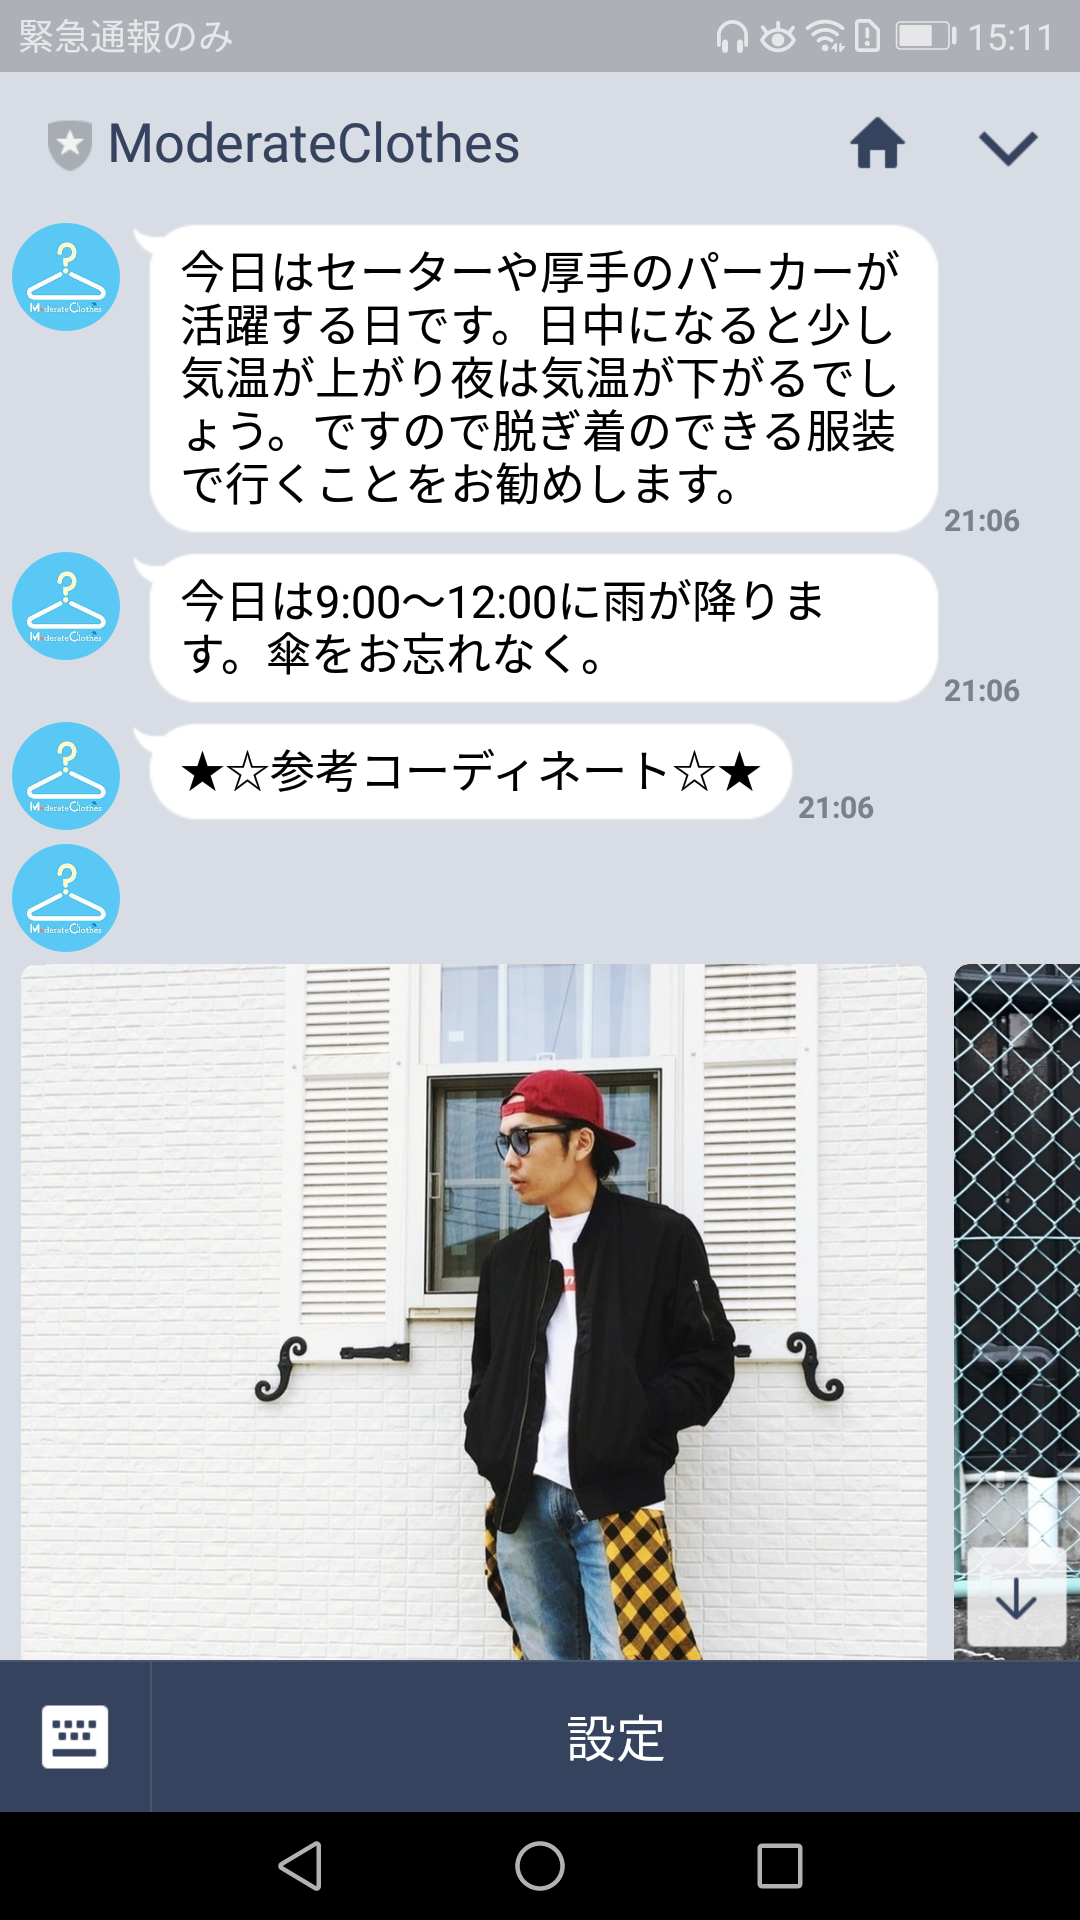 緊急通報のみ
15:11
ModerateClothes
今日はセーターや厚手のパーカーが
活躍する日です。日中になると少し
気温が上がり夜は気温が下がるでし
ょう。ですので脱ぎ着のできる服装
で行くことをお勧めします。
21:06
今日は9:00〜12:00に雨が降りま
す。傘をお忘れなく。
21:06
★☆参考コーディネート☆★
21:06
ModerateClothes
設定